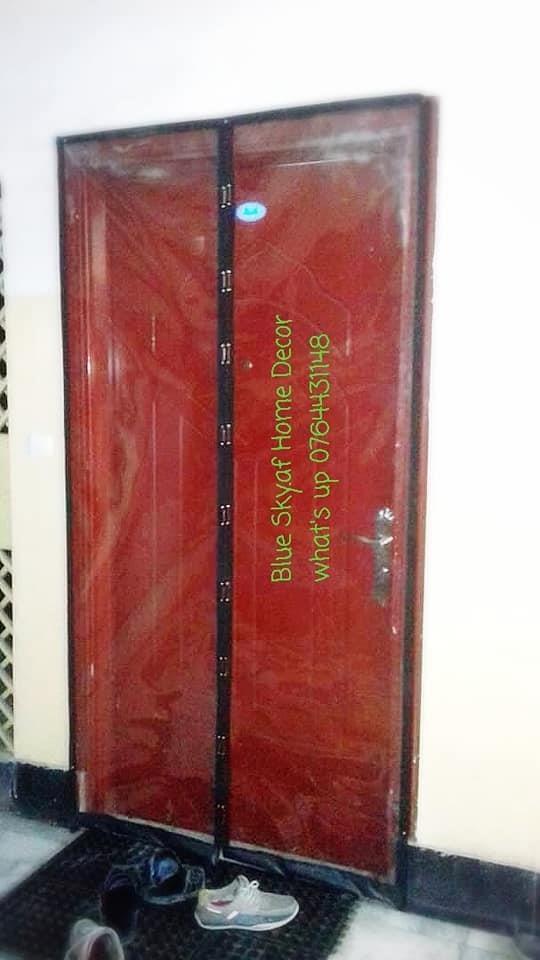 Blue Skyaf Home Decor
what's up 0764431148